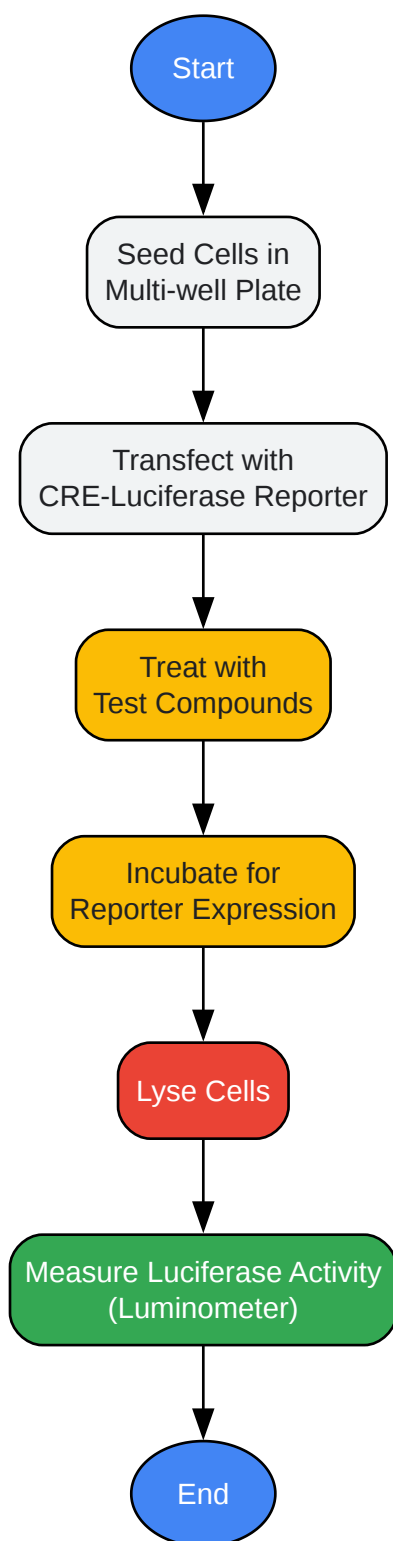 Start
Seed Cells in
Multi-well Plate
Transfect with
CRE-Luciferase Reporter
Treat with
Test Compounds
Incubate for
Reporter Expression
Lyse Cells
Measure Luciferase Activity
(Luminometer)
End